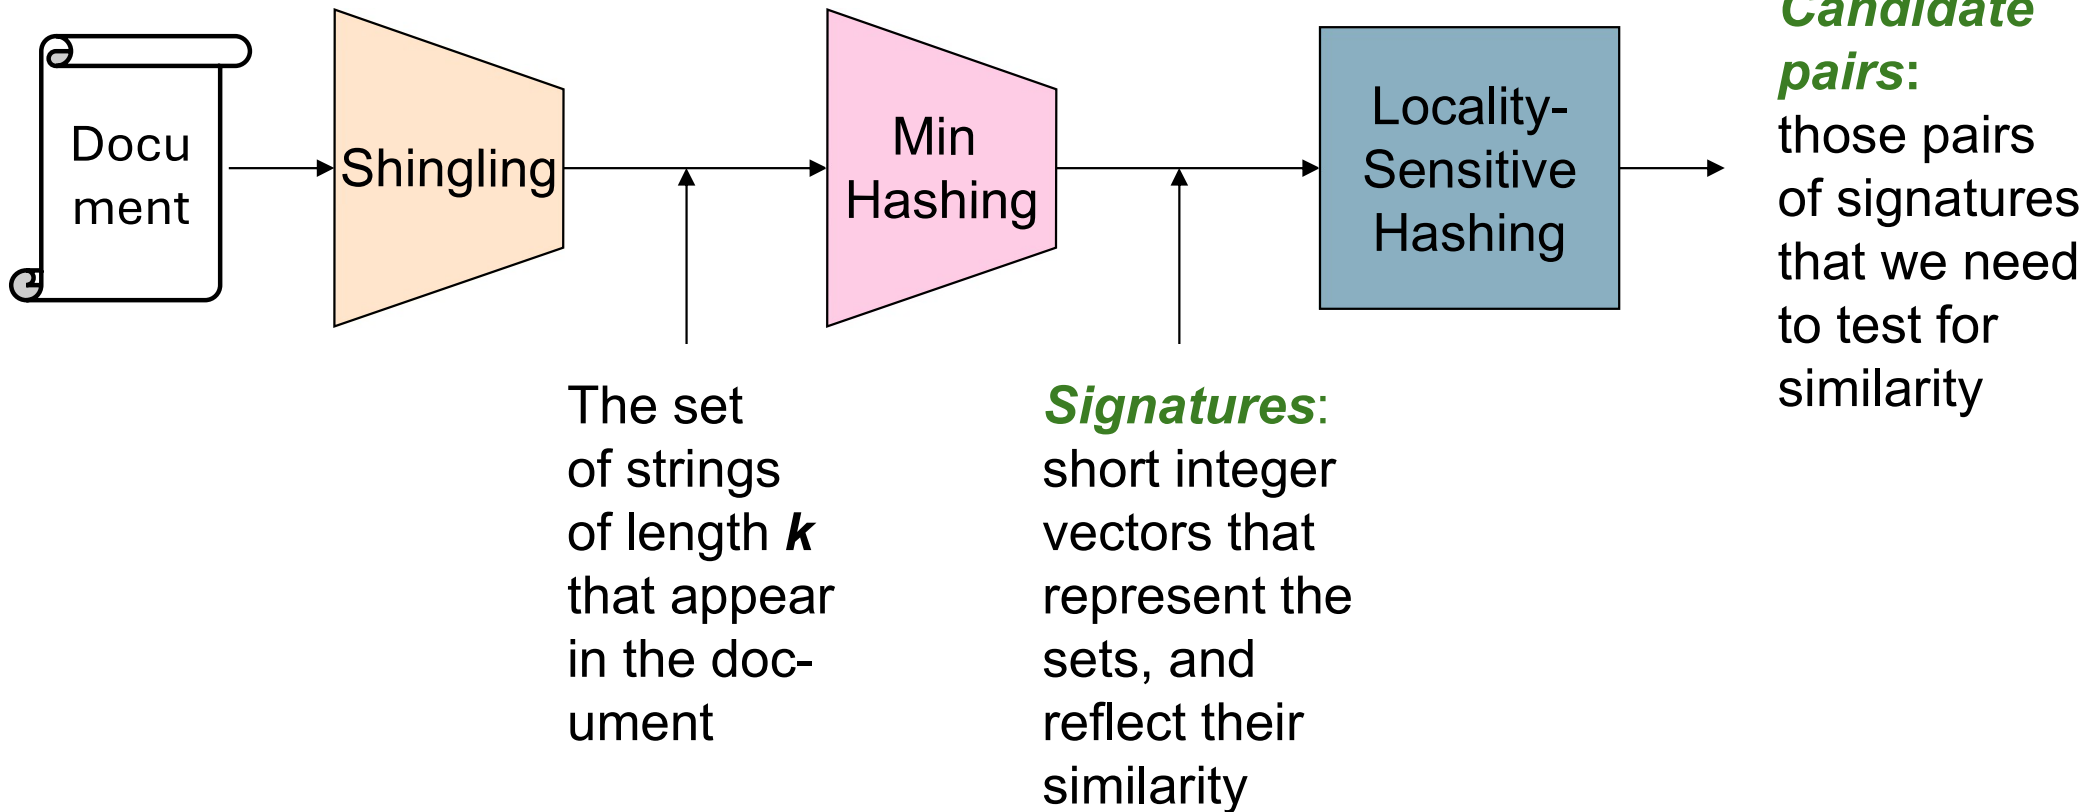 Docu
ment
Shingling
Min
Hashing
Locality-
Sensitive
Hashing
Candidate
pairs:
those pairs
of signatures
that we need
to test for
similarity
The set
of strings
of length k
that appear
in the doc-
ument
Signatures:
short integer
vectors that
represent the
sets, and
reflect their
similarity